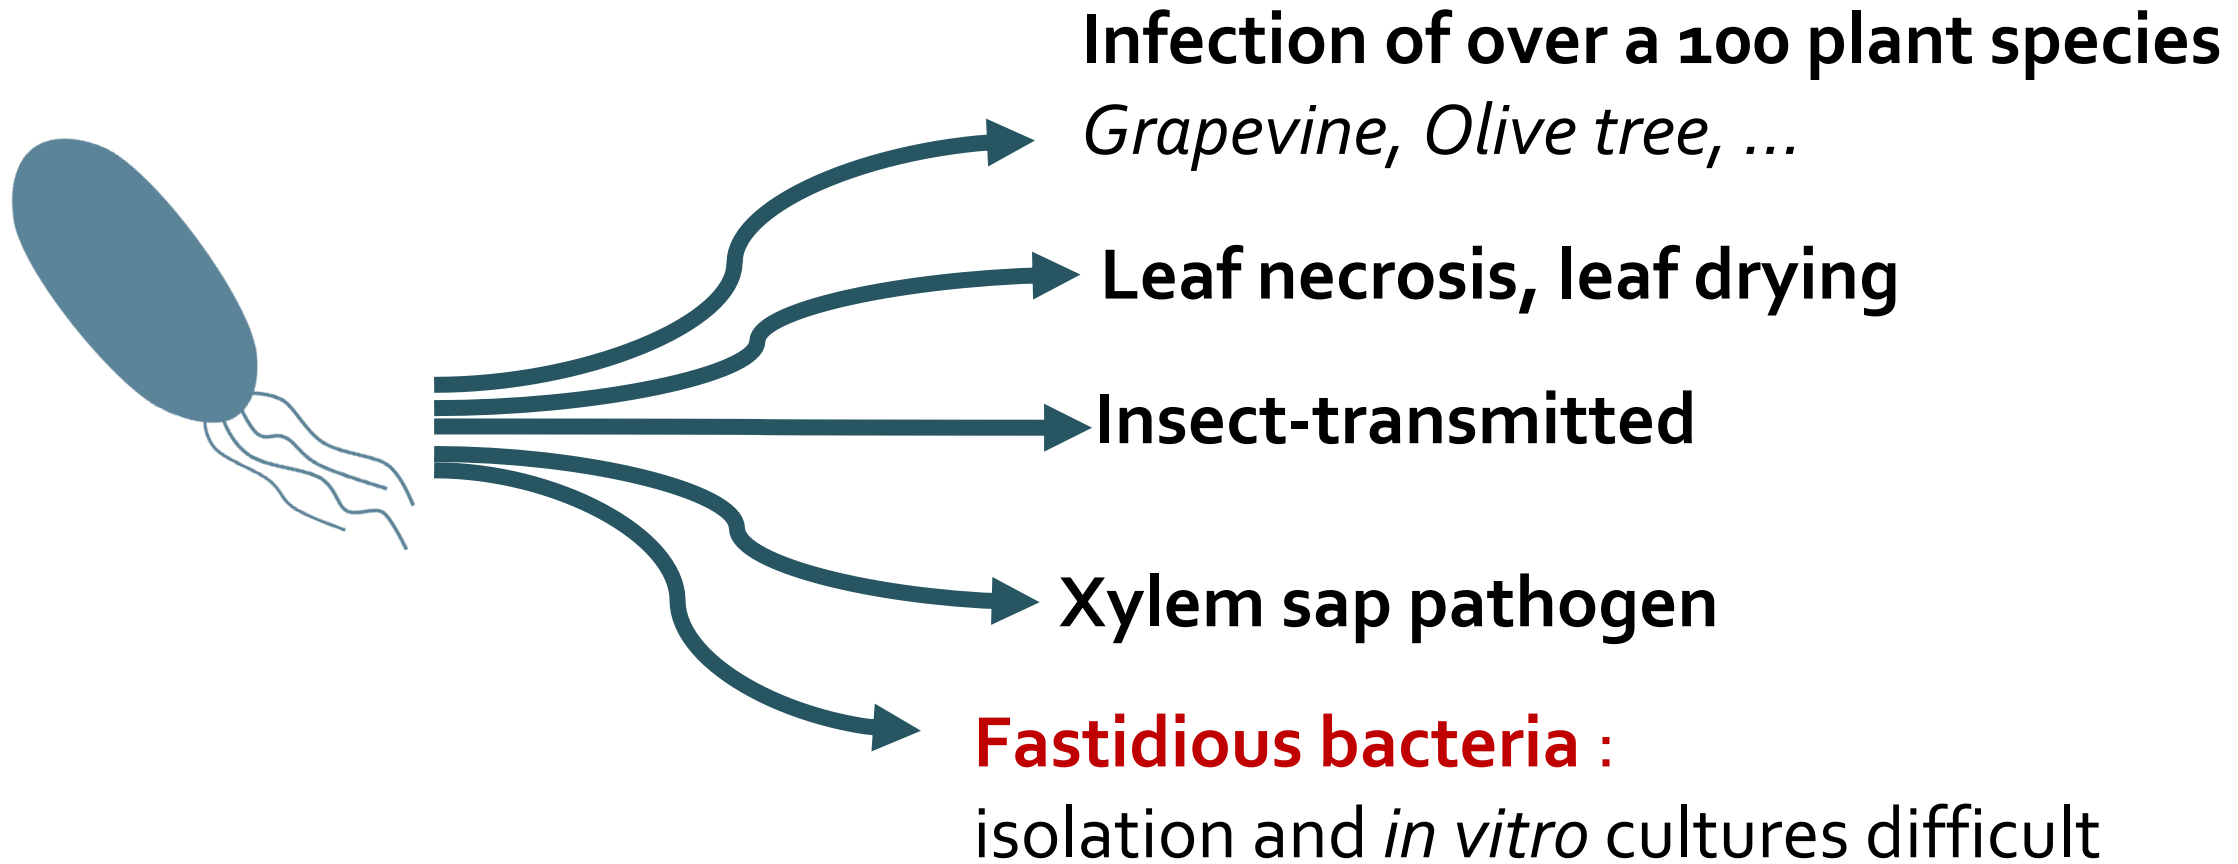 Infection of over a 100 plant species
Grapevine, Olive tree, ...
Leaf necrosis, leaf drying
Insect-transmitted
Xylem sap pathogen
Fastidious bacteria :
isolation and in vitro cultures difficult